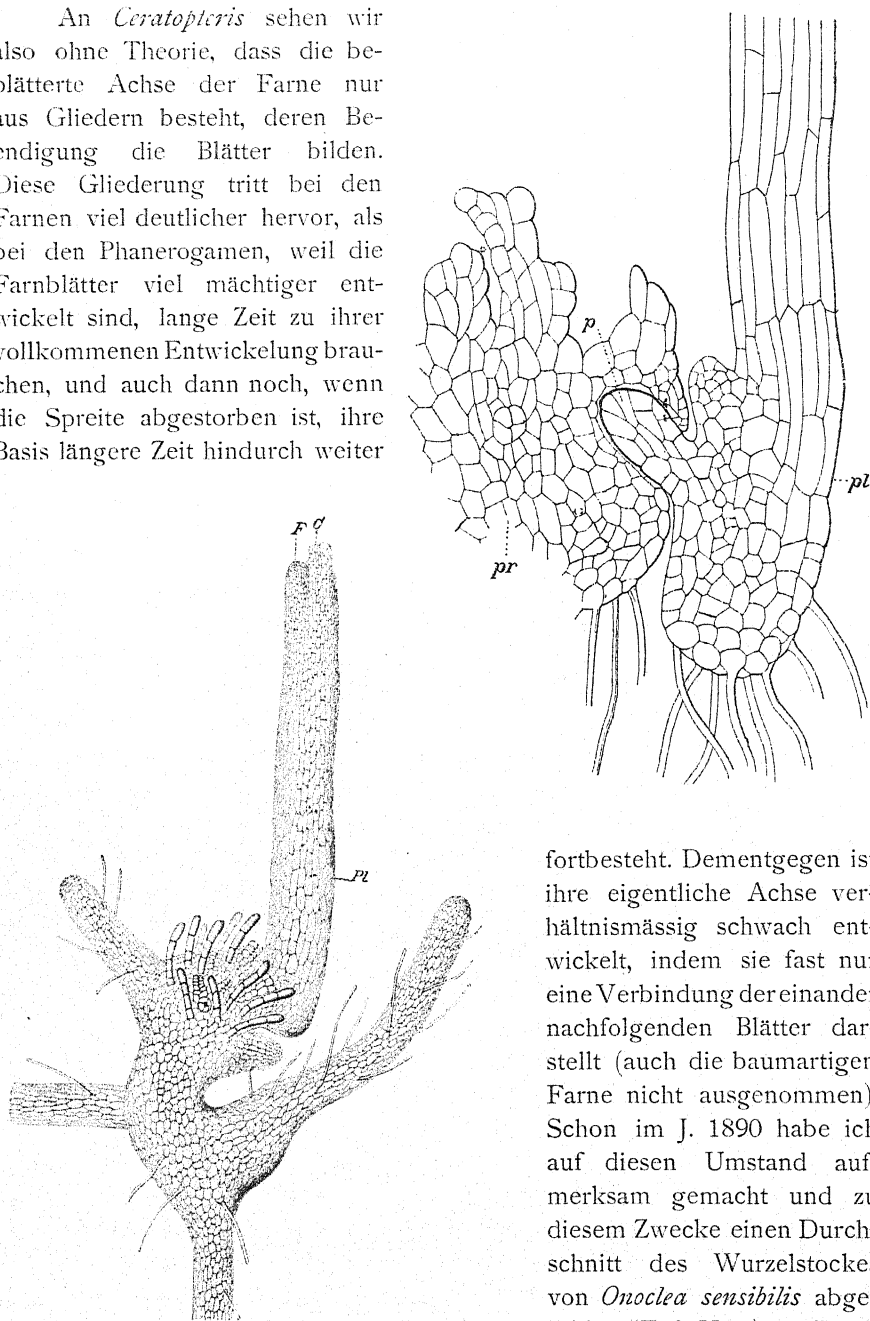 An Ceratopteris sehen wir
also ohne Theorie, dass die be-
blätterte Achse der Farne nur
aus Gliedern besteht, deren Be-
endigung die Blätter bilden.
Diese Gliederung tritt bei den
Farnen viel deutlicher hervor, als
bei den Phanerogamen, weil die
Farnblätter viel mächtiger ent-
wickelt sind, lange Zeit zu ihrer
vollkommenen Entwickelung brau-
chen, und auch dann noch, wenn
die Spreite abgestorben ist, ihre
Basis längere Zeit hindurch weiter
p
pl
pr
F C
Pl
fortbesteht. Dementgegen ist
ihre eigentliche Achse ver-
hältnismässig schwach ent-
wickelt, indem sie fast nur
eine Verbindung der einander
nachfolgenden Blätter dar-
stellt (auch die baumartigen
Farne nicht ausgenommen)
Schon im J. 1890 habe ich
auf diesen Umstand auf-
merksam gemacht und zu
diesem Zwecke einen Durch-
schnitt des Wurzelstockes
von Onoclea sensibilis abge-